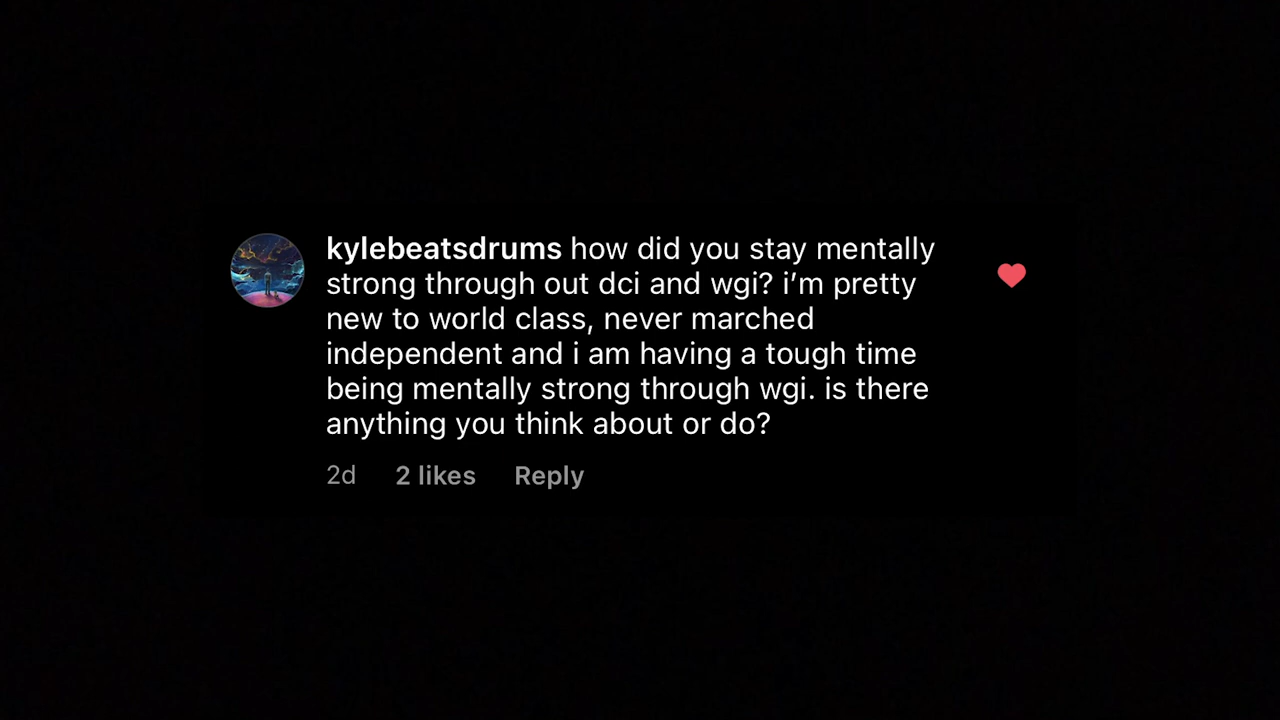 kylebeatsdrums how did you stay mentally
strong through out dci and wgi? i’m pretty
new to world class, never marched
independent and i am having a tough time
being mentally strong through wgi. is there
anything you think about or do?
2d 2 likes Reply